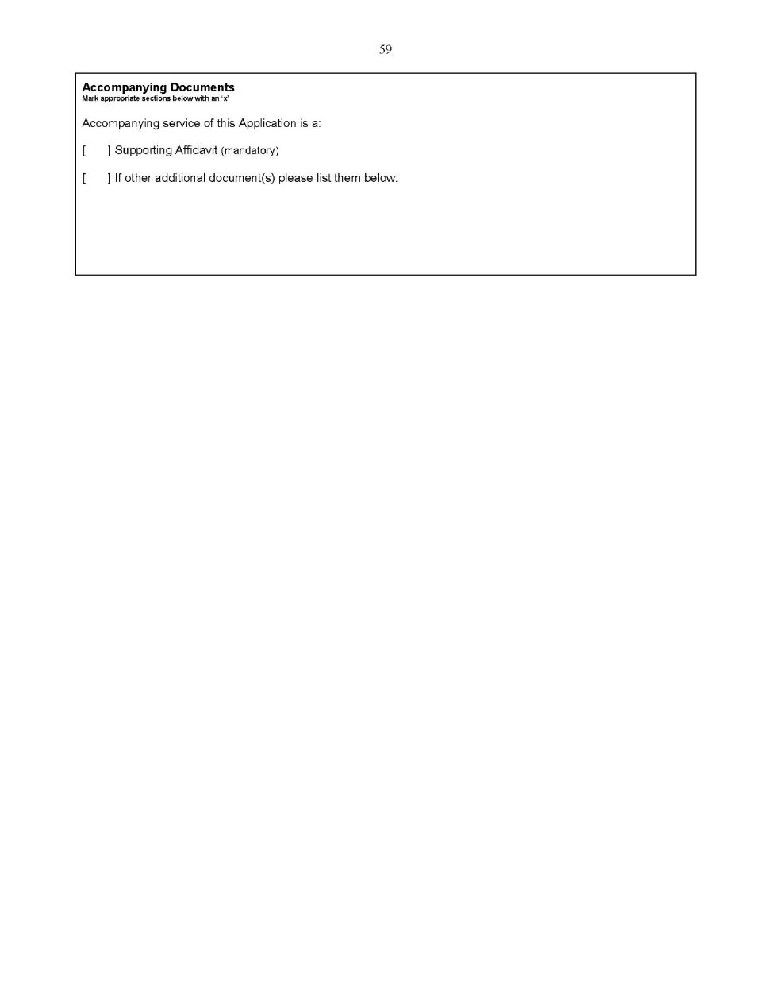 59
Accompanying Documents
Mark appropriate sections below with an ‘x’
Accompanying service of this Application is a:
[ ] Supporting Affidavit (mandatory)
[ ] If other additional document(s) please list them below: